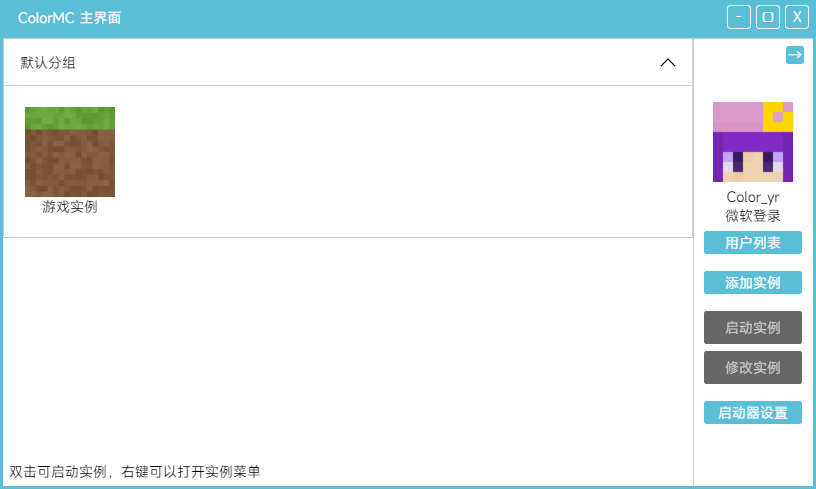 ColorMC 主界面
- X
默认分组
游戏实例
Color_yr
微软登录
用户列表
添加实例
启动实例
修改实例
启动器设置
双击可启动实例，右键可以打开实例菜单